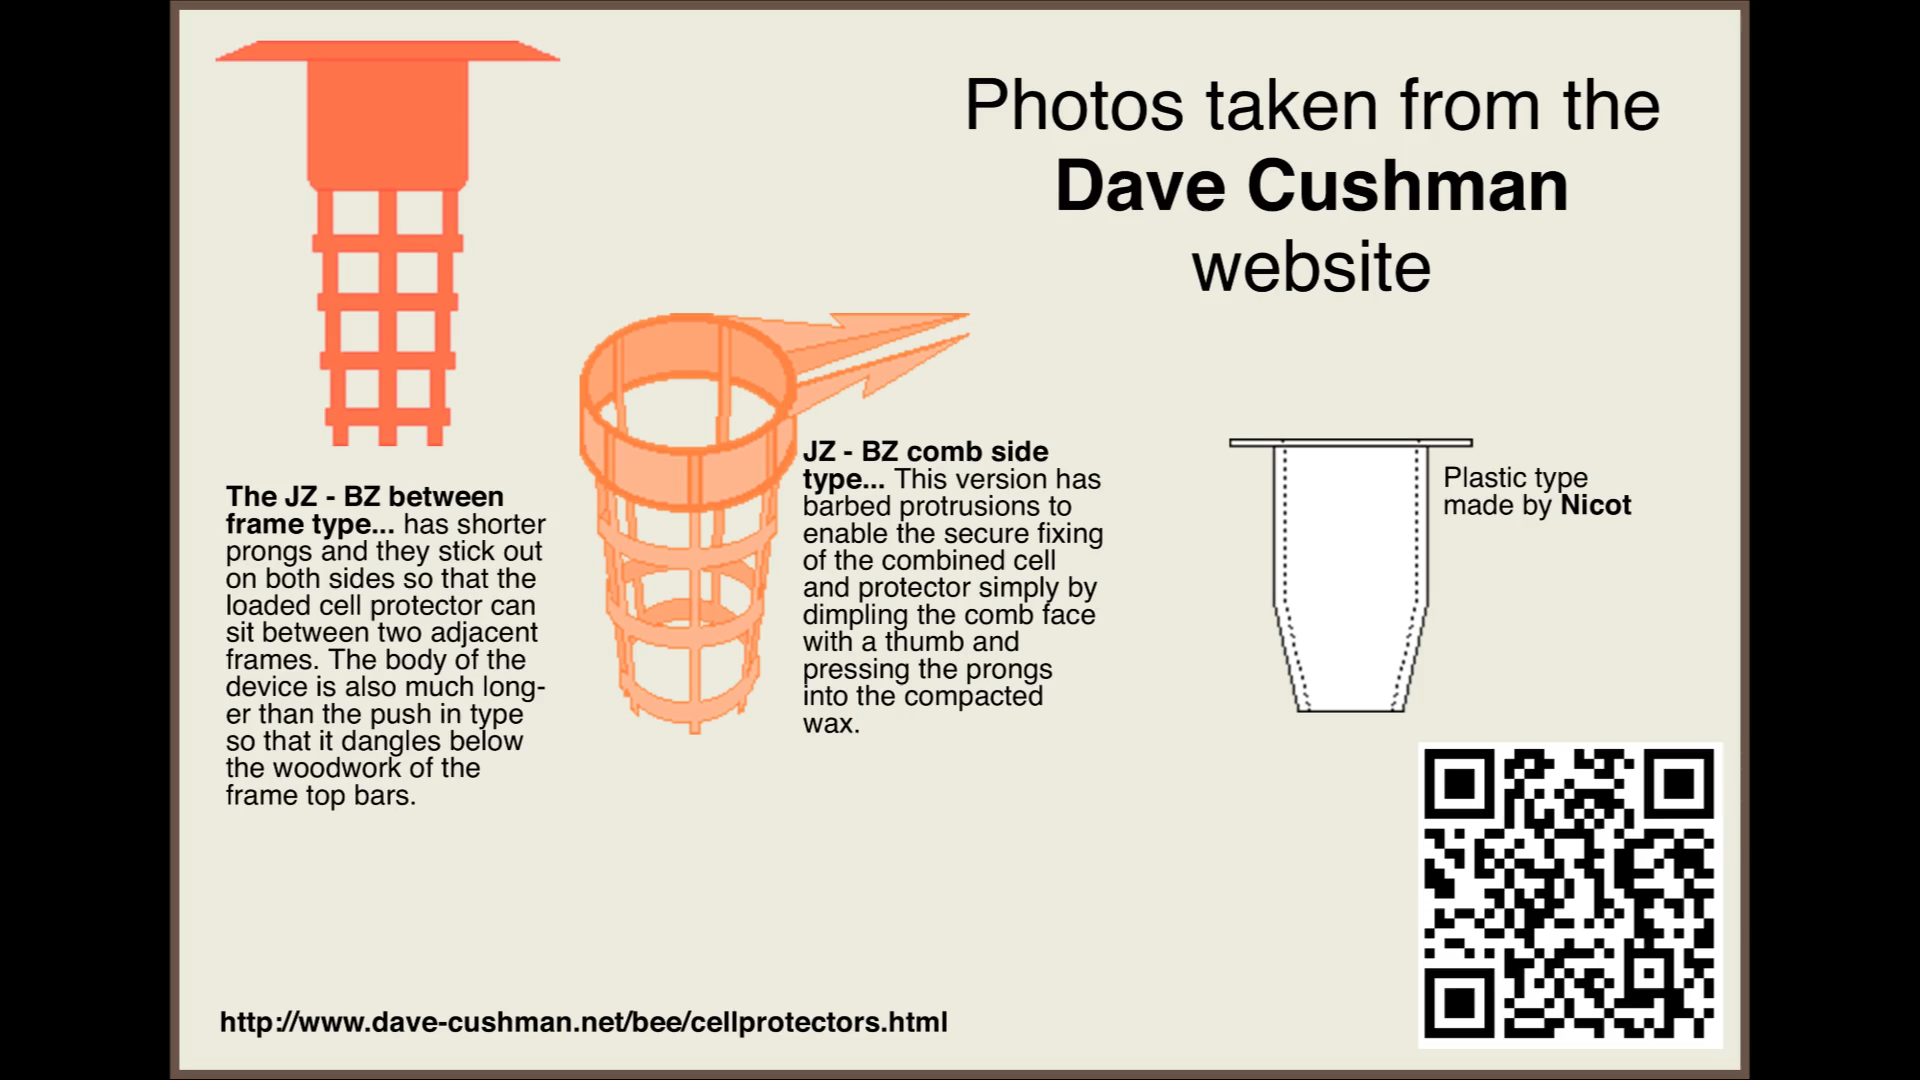 Photos taken from the
Dave Cushman
website
The JZ - BZ between
frame type... has shorter
prongs and they stick out
on both sides so that the
loaded cell protector can
sit between two adjacent
frames. The body of the
device is also much long-
er than the push in type
so that it dangles below
the woodwork of the
frame top bars.
JZ - BZ comb side
type... This version has
barbed protrusions to
enable the secure fixing
of the combined cell
and protector simply by
dimpling the comb face
with a thumb and
pressing the prongs
into the compacted
wax.
Plastic type
made by Nicot
http://www.dave-cushman.net/bee/cellprotectors.html